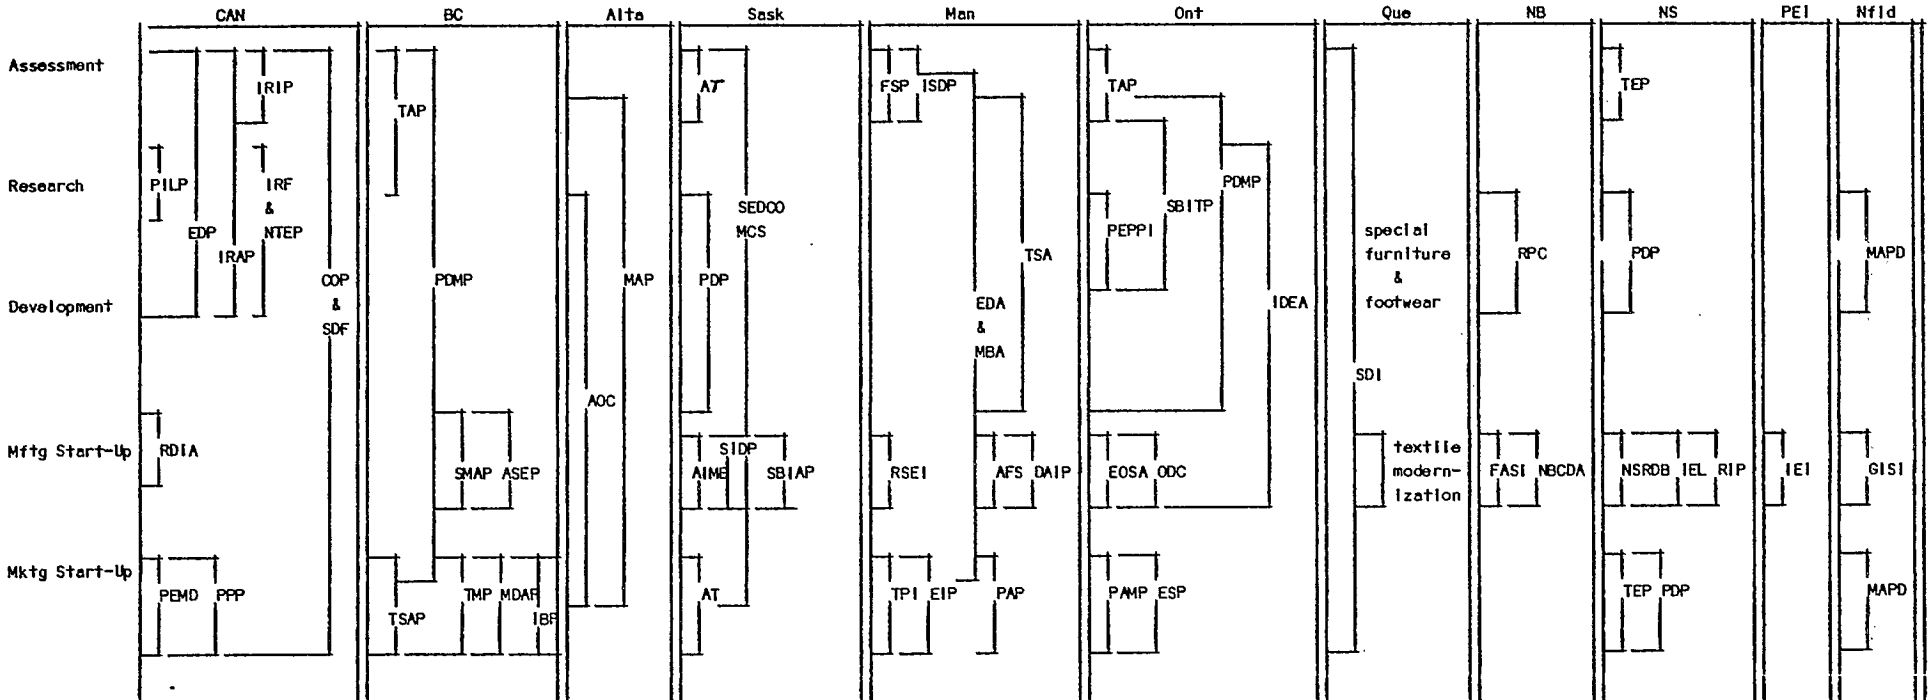 CAN BC Alta Sask Man Ont Que NB NS PEI Nfld
Assessment
IRIP TAP AT FSP ISDP TAP TEP
Research
PILP IRF & NTEP
EDP IRAP
COP & SDF
PDMP
MAP
SEDCO MCS
PDP
TSA
EDA & MBA
PEPPI SBITP PDMP
IDEA
special furniture & footwear
RPC PDP MAPD
Development
AOC
SDI
Mftg Start-Up
RDIA SMAP ASEP AIME SIDP SBIAP RSEI AFS DAIP EOSA ODC
textile modern-ization
FASI NBCDA NSRDB IEL RIP IEI GISI
Mktg Start-Up
PEMD PPP TSAP TMP MDAP IBP AT TPI EIP PAP PAMP ESP TEP PDP MAPD